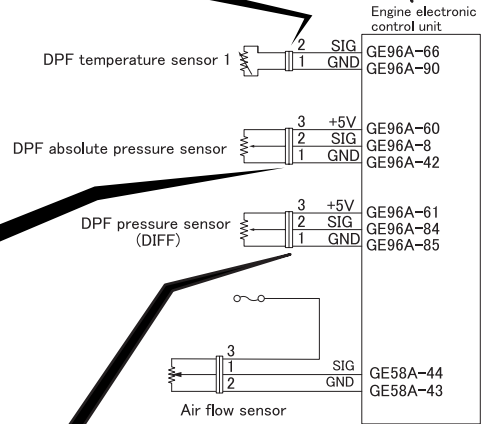 Engine electronic
control unit
DPF temperature sensor 1
2 SIG GE96A-66
1 GND GE96A-90
DPF absolute pressure sensor
3 +5V GE96A-60
2 SIG GE96A-8
1 GND GE96A-42
DPF pressure sensor
(DIFF)
3 +5V GE96A-61
2 SIG GE96A-84
1 GND GE96A-85
3
1 SIG GE58A-44
2 GND GE58A-43
Air flow sensor